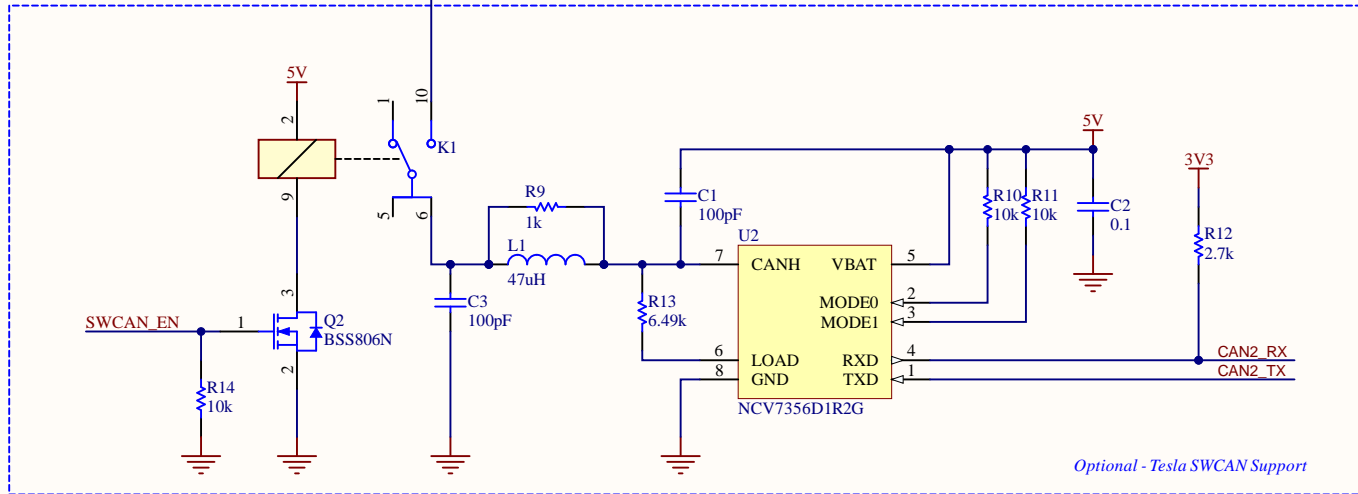 5V
2
1
10
K1
9
5
6
R9
1k
L1
47uH
C1
100pF
5V
R10
10k
R11
10k
C2
0.1
3V3
R12
2.7k
U2
7
CANH
VBAT
5
MODE0
2
MODE1
3
C3
100pF
R13
6.49k
3
SWCAN_EN
1
Q2
BSS806N
2
6
LOAD
RXD
4
CAN2_RX
8
GND
TXD
1
CAN2_TX
R14
10k
NCV7356D1R2G
Optional - Tesla SWCAN Support